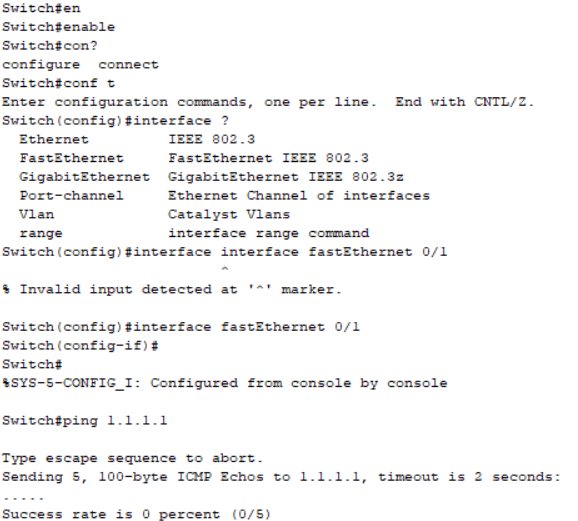 Switch#en
Switch#enable
Switch#con?
configure  connect
Switch#conf t
Enter configuration commands, one per line.  End with CNTL/Z.
Switch(config)#interface ?
  Ethernet         IEEE 802.3
  FastEthernet     FastEthernet IEEE 802.3
  GigabitEthernet  GigabitEthernet IEEE 802.3z
  Port-channel     Ethernet Channel of interfaces
  Vlan             Catalyst Vlans
  range            interface range command
Switch(config)#interface interface fastEthernet 0/1
                         ^
% Invalid input detected at '^' marker.
Switch(config)#interface fastEthernet 0/1
Switch(config-if)#
Switch#
%SYS-5-CONFIG_I: Configured from console by console
Switch#ping 1.1.1.1
Type escape sequence to abort.
Sending 5, 100-byte ICMP Echos to 1.1.1.1, timeout is 2 seconds:
.....
Success rate is 0 percent (0/5)